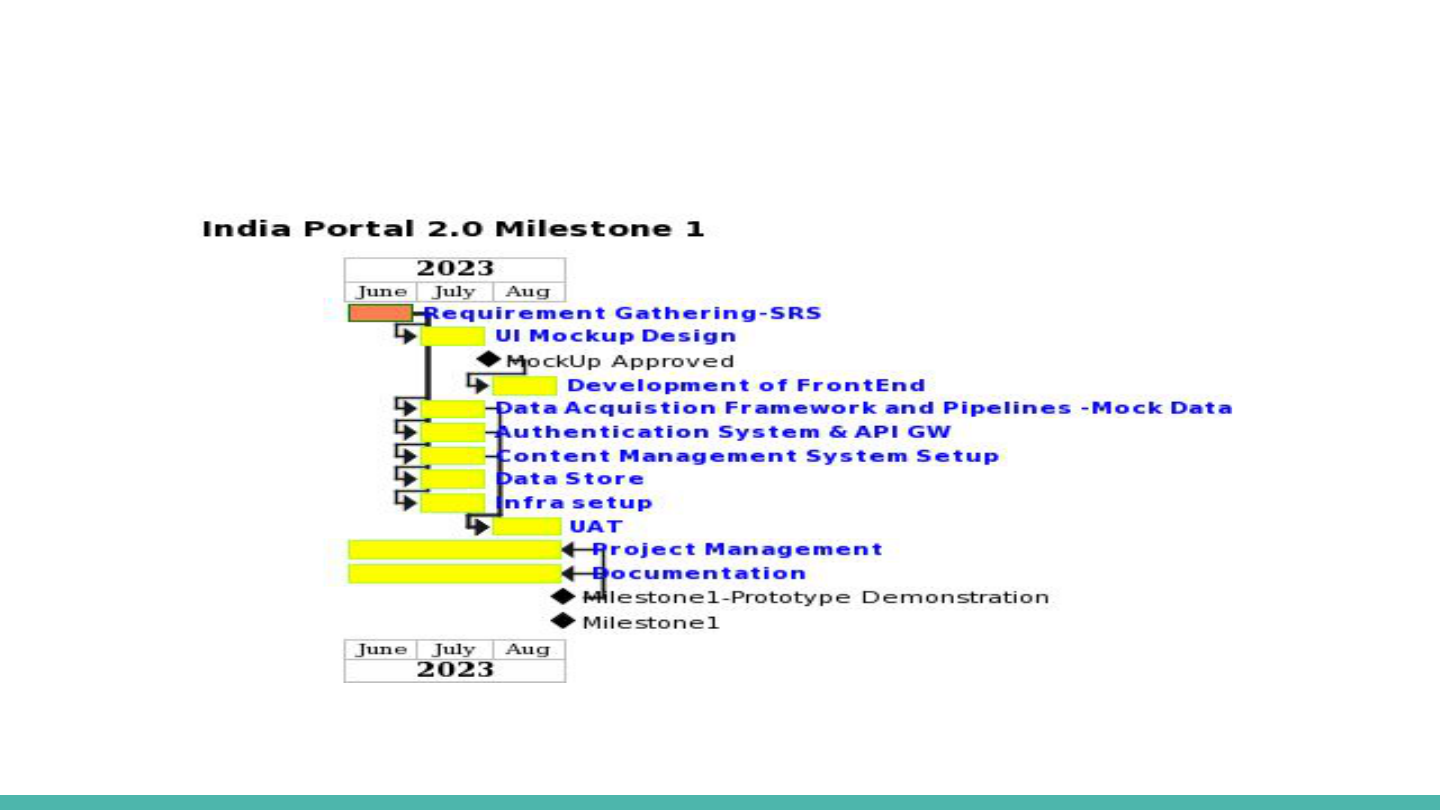 India Portal 2.0 Milestone 1
2023
June July Aug
Requirement Gathering-SRS
UI Mockup Design
MockUp Approved
Development of FrontEnd
Data Acquistion Framework and Pipelines -Mock Data
Authentication System & API GW
Content Management System Setup
Data Store
Infra setup
UAT
Project Management
Documentation
Milestone1-Prototype Demonstration
Milestone1
June July Aug
2023